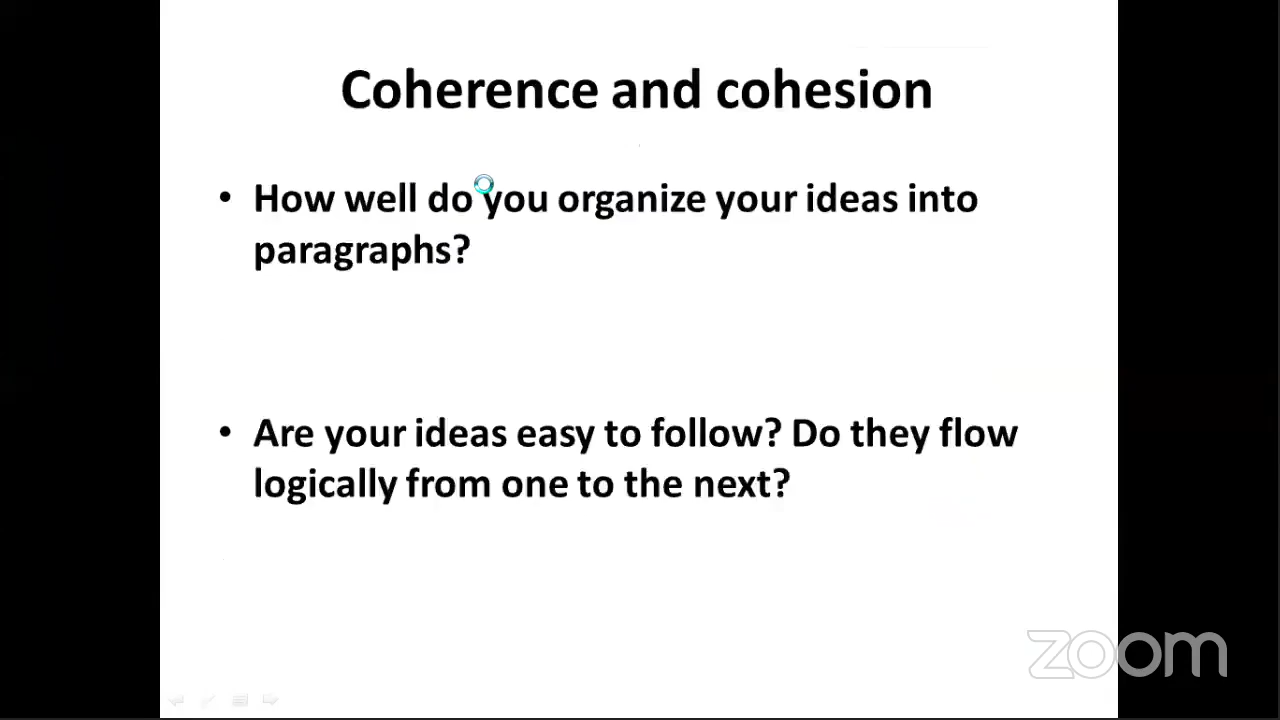 Coherence and cohesion
• How well do you organize your ideas into
paragraphs?
• Are your ideas easy to follow? Do they flow
logically from one to the next?
zoom